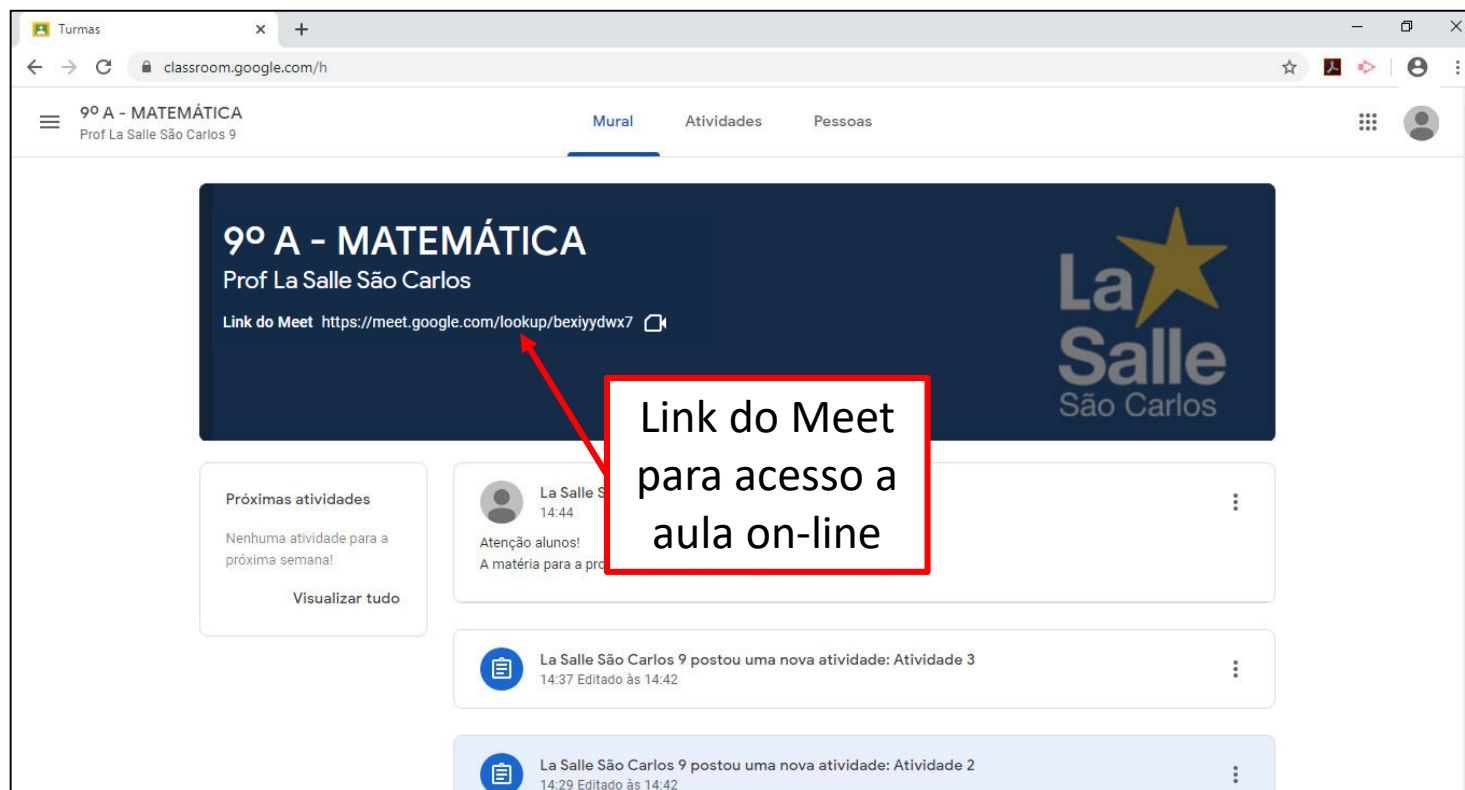 Turmas
classroom.google.com/h
9º A - MATEMÁTICA
Prof La Salle São Carlos 9
Mural
Atividades
Pessoas
9º A - MATEMÁTICA
Prof La Salle São Carlos
Link do Meet https://meet.google.com/lookup/bexiyydwx7
La
Salle
São Carlos
Link do Meet
para acesso a
aula on-line
Próximas atividades
Nenhuma atividade para a
próxima semana!
Visualizar tudo
La Salle
14:44
Atenção alunos!
A matéria para a
La Salle São Carlos 9 postou uma nova atividade: Atividade 3
14:37 Editado às 14:42
La Salle São Carlos 9 postou uma nova atividade: Atividade 2
14:29 Editado às 14:42